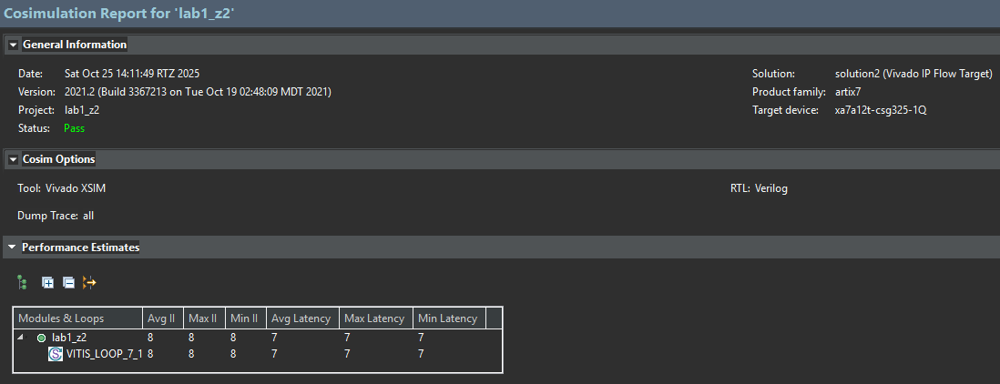 Cosimulation Report for 'lab1_z2'
General Information
Date: Sat Oct 25 14:11:49 RTZ 2025 Solution: solution2 (Vivado IP Flow Target)
Version: 2021.2 (Build 3367213 on Tue Oct 19 02:48:09 MDT 2021) Product family: artix7
Project: lab1_z2 Target device: xa7a12t-csg325-1Q
Status: Pass
Cosim Options
Tool: Vivado XSIM RTL: Verilog
Dump Trace: all
Performance Estimates
Modules & Loops Avg II Max II Min II Avg Latency Max Latency Min Latency
lab1_z2 8 8 8 7 7 7
VITIS_LOOP_7_1 8 8 8 7 7 7